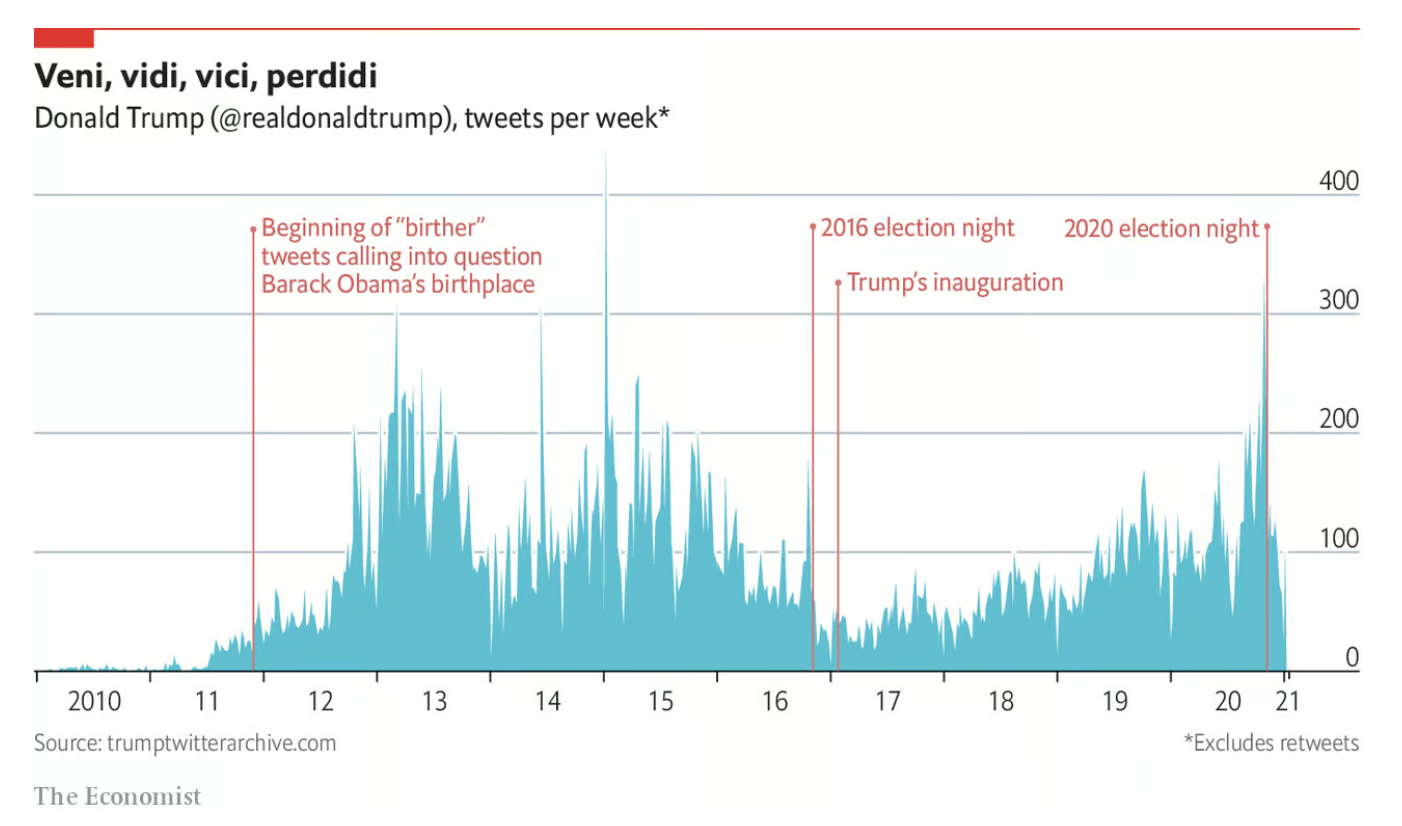 Veni, vidi, vici, perdidi
Donald Trump (@realdonaldtrump), tweets per week*
400
Beginning of “birther”
tweets calling into question
Barack Obama’s birthplace
2016 election night
2020 election night
Trump’s inauguration
300
200
100
0
2010 11 12 13 14 15 16 17 18 19 20 21
Source: trumptwitterarchive.com
*Excludes retweets
The Economist